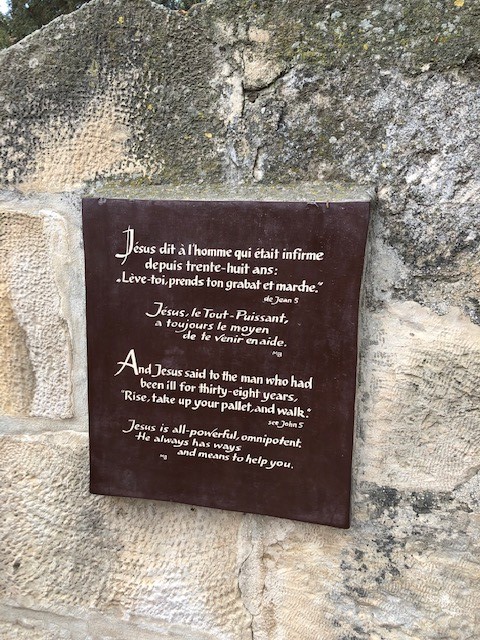 Jésus dit à l'homme qui était infirme
depuis trente-huit ans:
„Lève-toi, prends ton grabat et marche."
de Jean 5
Jésus, le Tout-Puissant,
a toujours le moyen
de te venir en aide.
MB
And Jesus said to the man who had
been ill for thirty-eight years,
"Rise, take up your pallet, and walk."
see John 5
Jesus is all-powerful, omnipotent.
He always has ways
and means to help you.
MB